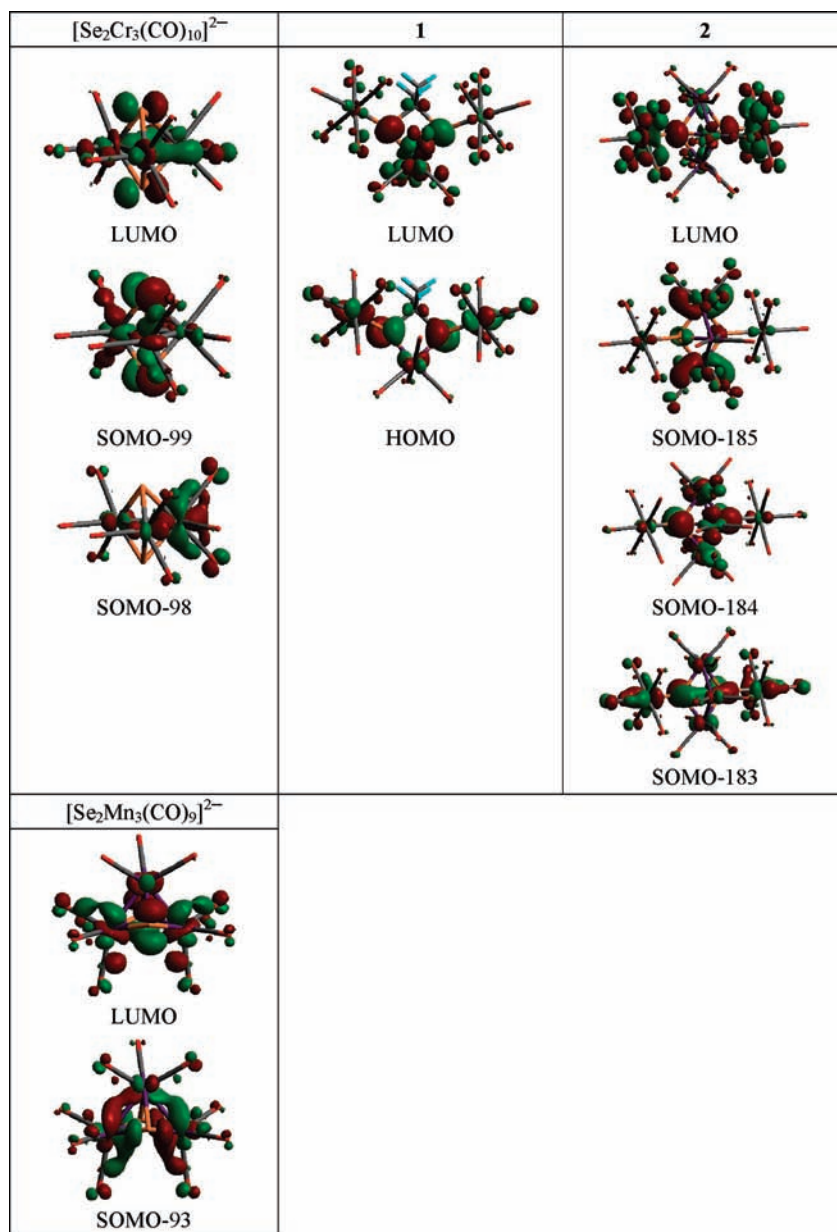 [Se2Cr3(CO)10]2−
1
2
LUMO
LUMO
LUMO
SOMO-99
HOMO
SOMO-185
SOMO-98
SOMO-184
SOMO-183
[Se2Mn3(CO)9]2−
LUMO
SOMO-93